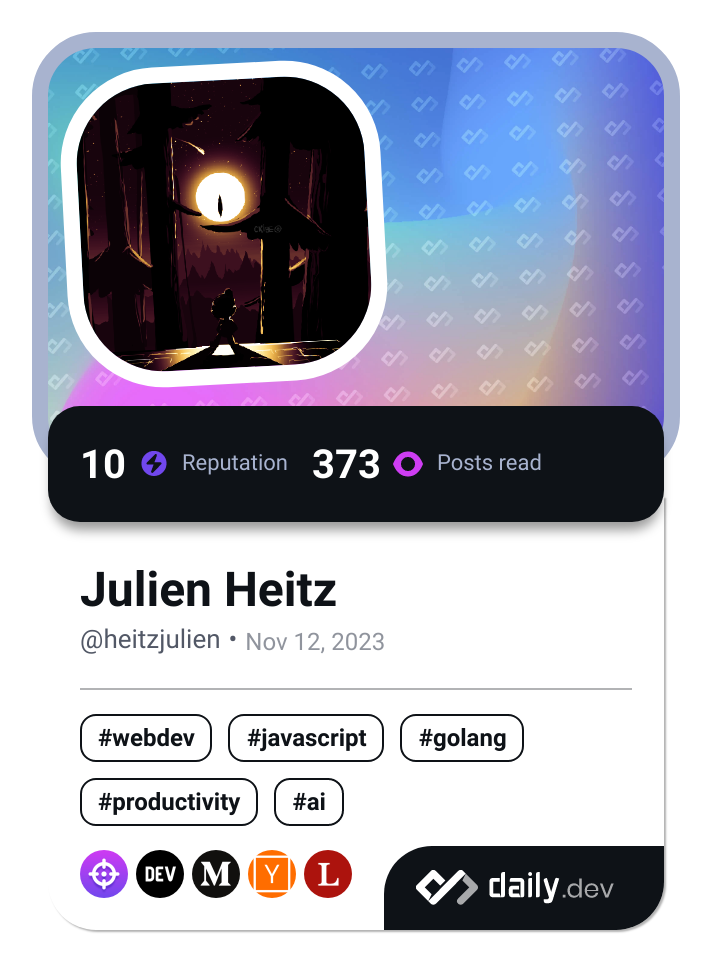 10 Reputation 373 Posts read
Julien Heitz
@heitzjulien • Nov 12, 2023
#webdev #javascript #golang
#productivity #ai
DEV M Y L
daily.dev